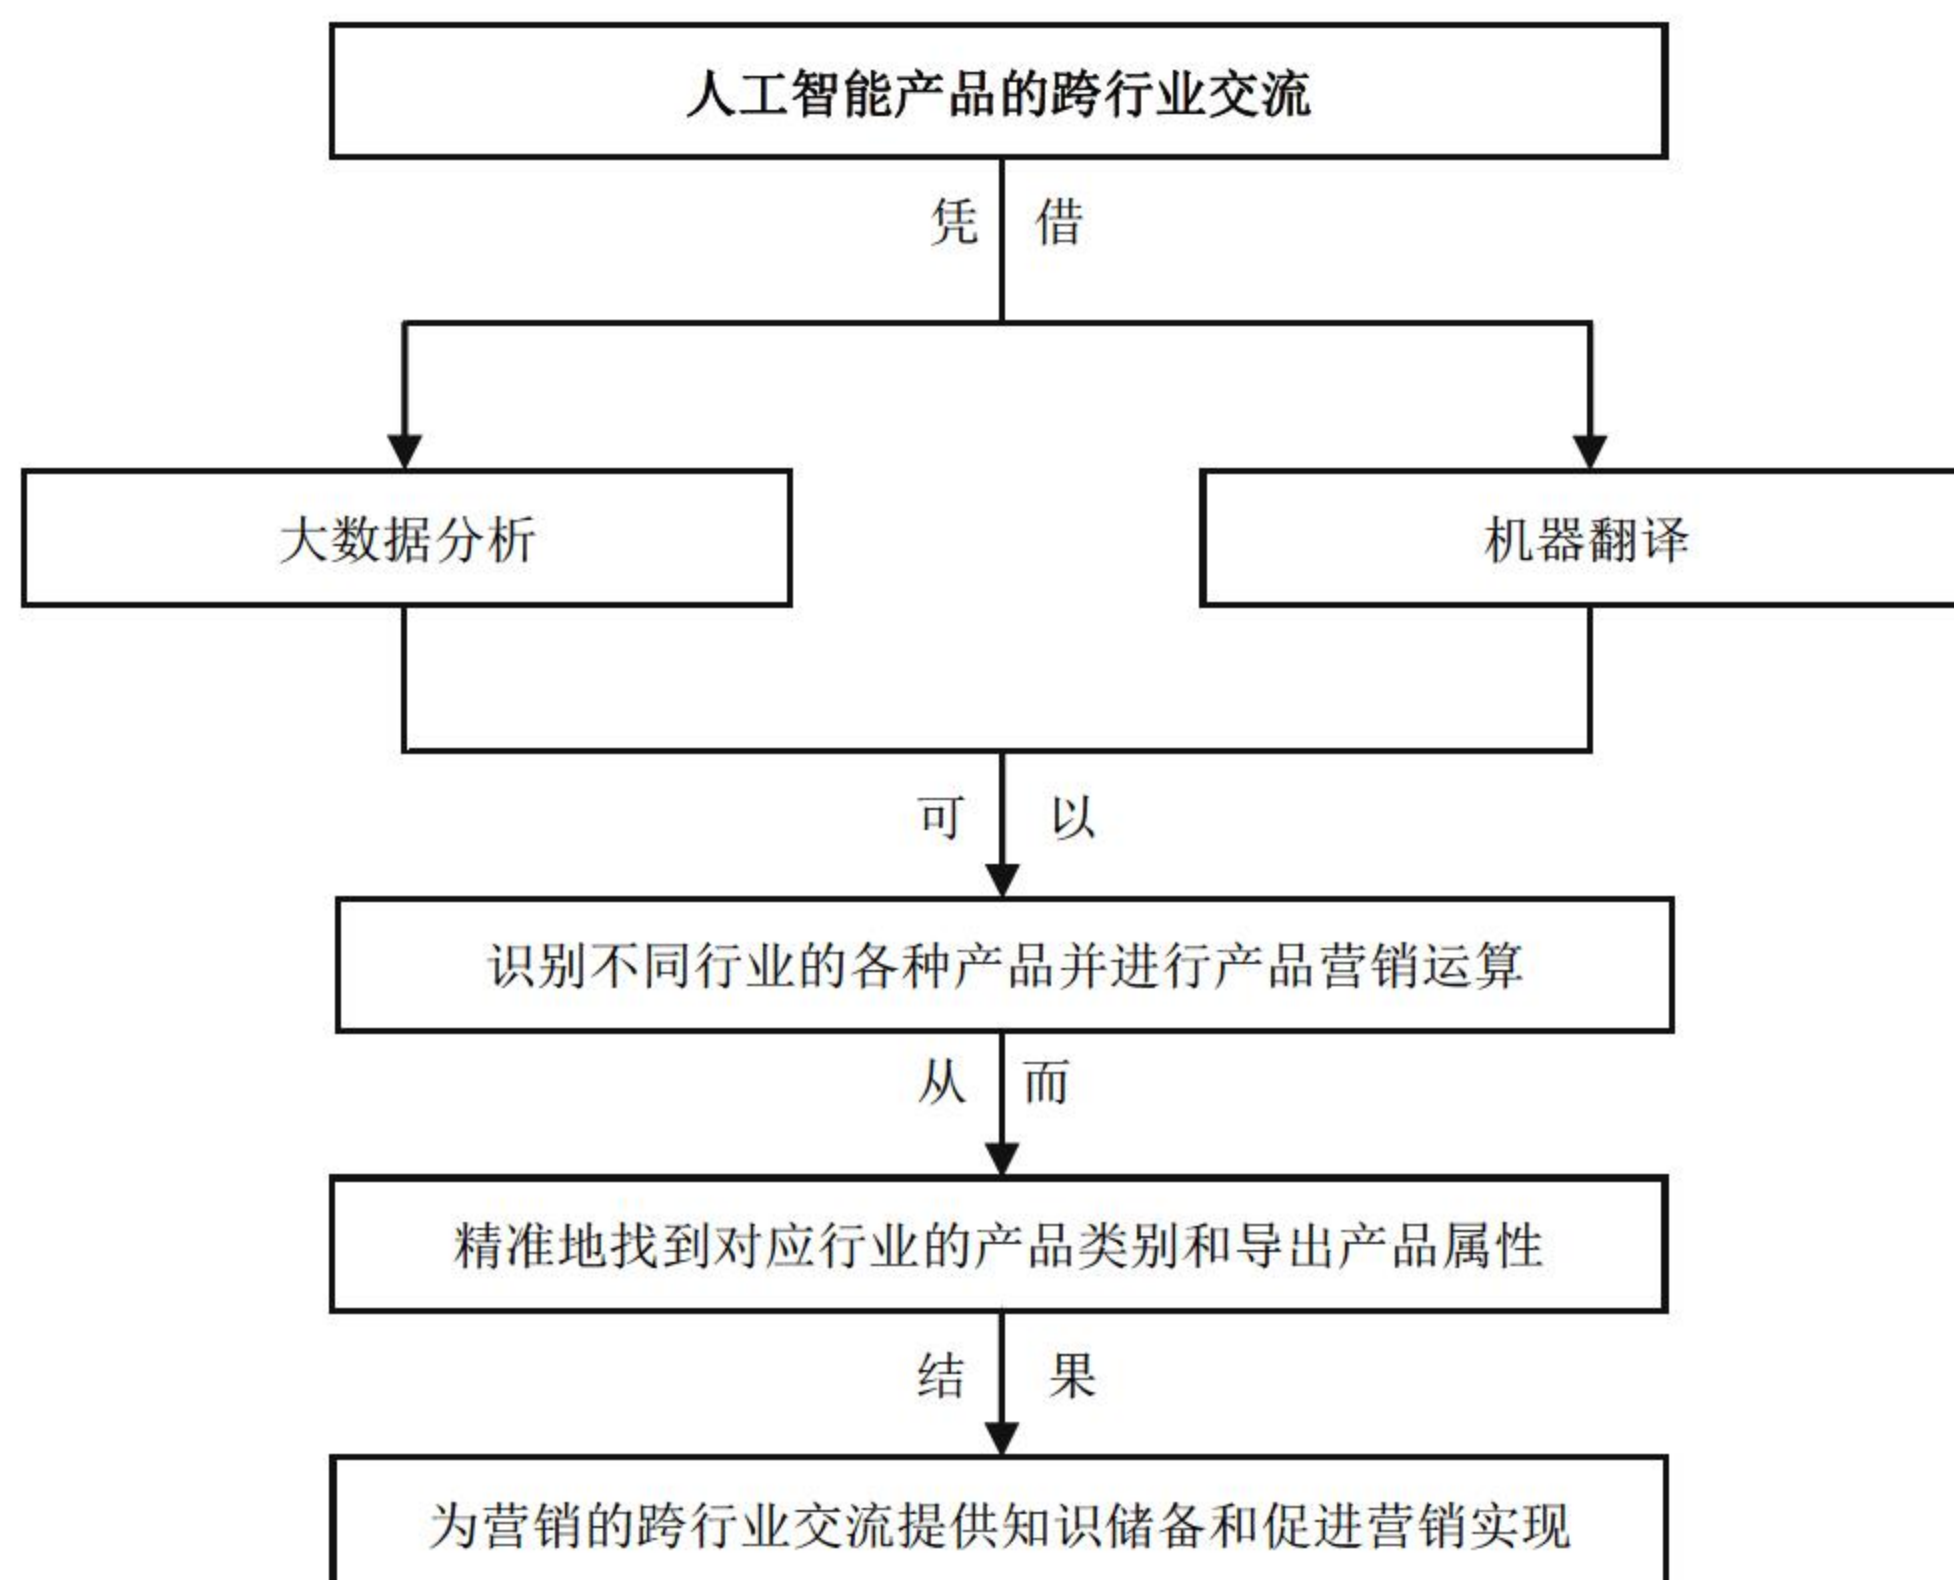 人工智能产品的跨行业交流
凭 借
大数据分析
机器翻译
可 以
识别不同行业的各种产品并进行产品营销运算
从 而
精准地找到对应行业的产品类别和导出产品属性
结 果
为营销的跨行业交流提供知识储备和促进营销实现